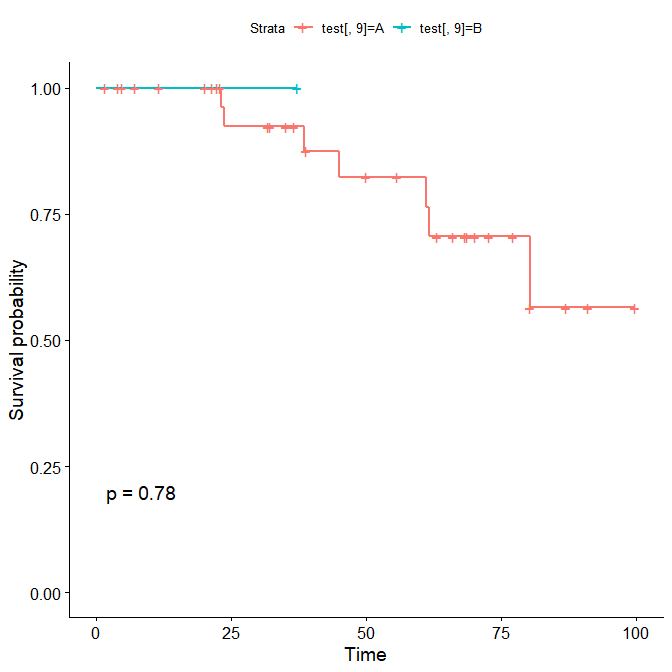 Strata test[, 9]=A test[, 9]=B
Survival probability
1.00
0.75
0.50
0.25
0.00
p = 0.78
0 25 50 75 100
Time